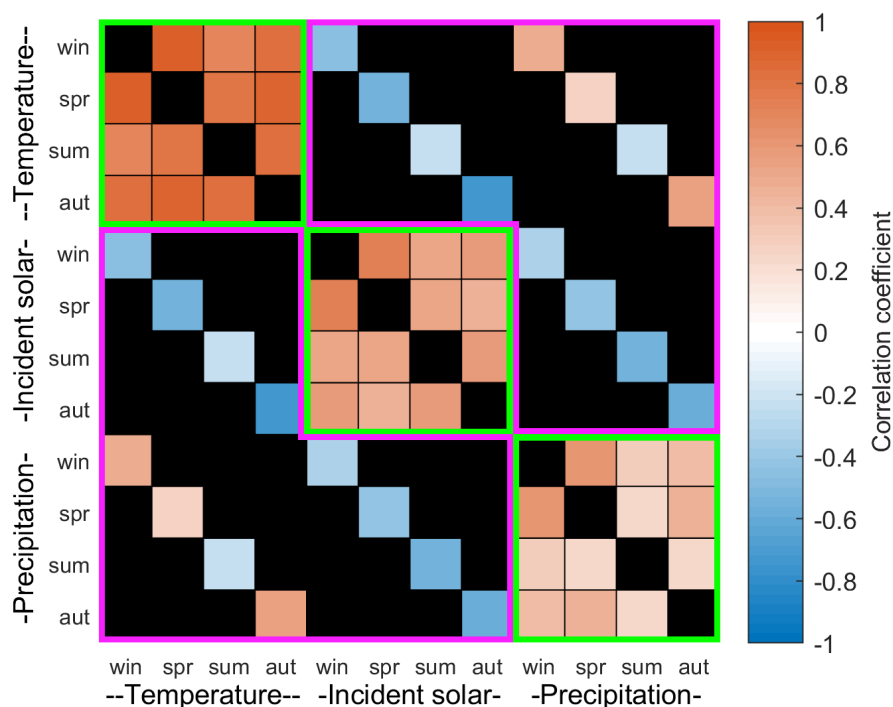 win
spr
sum
aut
win
spr
sum
aut
win
spr
sum
aut
--Temperature--
-Incident solar-
-Precipitation-
win spr sum aut win spr sum aut win spr sum aut
--Temperature-- -Incident solar- -Precipitation-
1
0.8
0.6
0.4
0.2
0
-0.2
-0.4
-0.6
-0.8
-1
Correlation coefficient